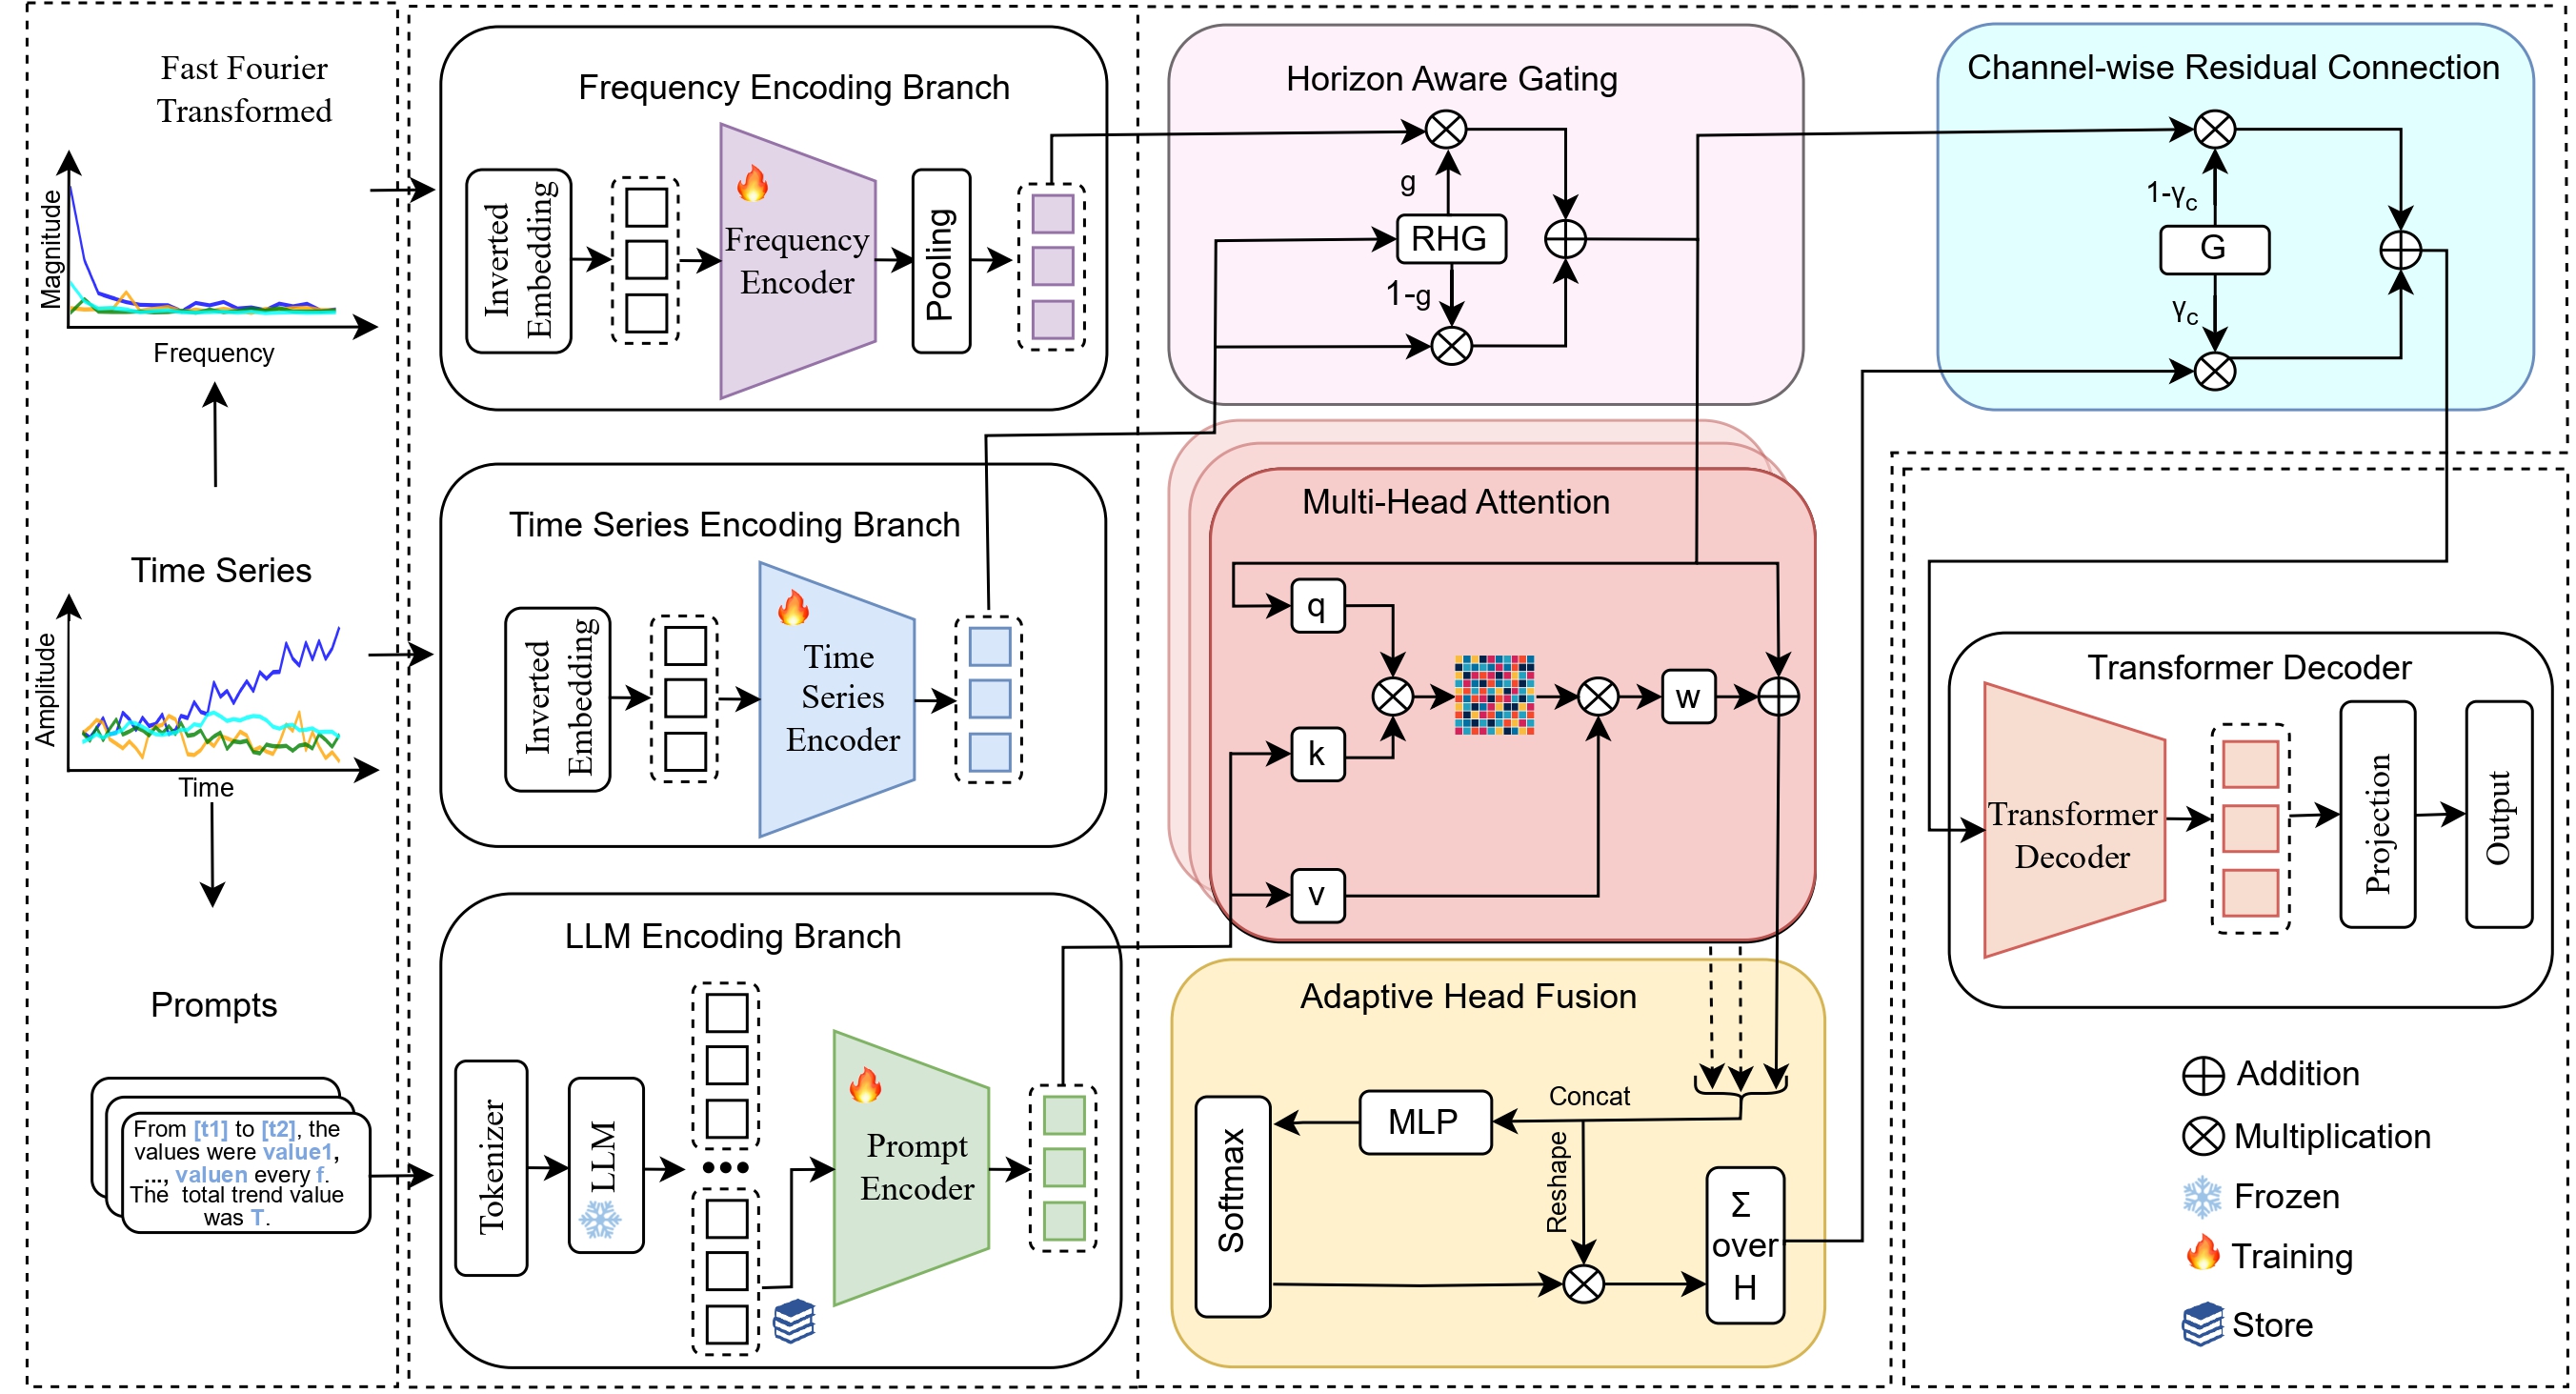 Fast Fourier
Transformed
Magnitude
Frequency
Time Series
Amplitude
Time
Prompts
From [t1] to [t2], the
values were value1,
..., valuen every f.
The total trend value
was T.
Frequency Encoding Branch
Inverted
Embedding
Frequency
Encoder
Pooling
Time Series Encoding Branch
Inverted
Embedding
Time
Series
Encoder
LLM Encoding Branch
Tokenizer
LLM
Prompt
Encoder
Horizon Aware Gating
g
RHG
1-g
Multi-Head Attention
q
k
v
w
Adaptive Head Fusion
Concat
MLP
Softmax
Reshape
Σ
over
H
Channel-wise Residual Connection
1-γc
G
γc
Transformer Decoder
Transformer
Decoder
Projection
Output
Addition
Multiplication
Frozen
Training
Store